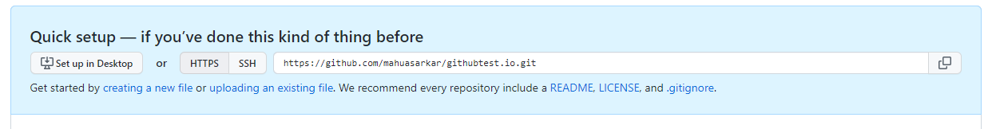 Quick setup — if you’ve done this kind of thing before
Set up in Desktop or HTTPS SSH https://github.com/mahuasarkar/githubtest.io.git
Get started by creating a new file or uploading an existing file. We recommend every repository include a README, LICENSE, and .gitignore.